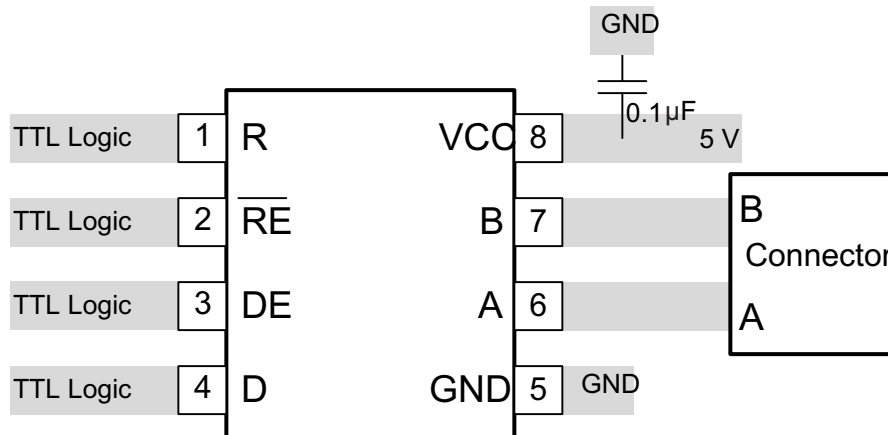 GND
0.1µF
TTL Logic 1 R VCC 8 5 V
TTL Logic 2 R̅E̅ B 7 B
Connector
TTL Logic 3 DE A 6 A
TTL Logic 4 D GND 5 GND